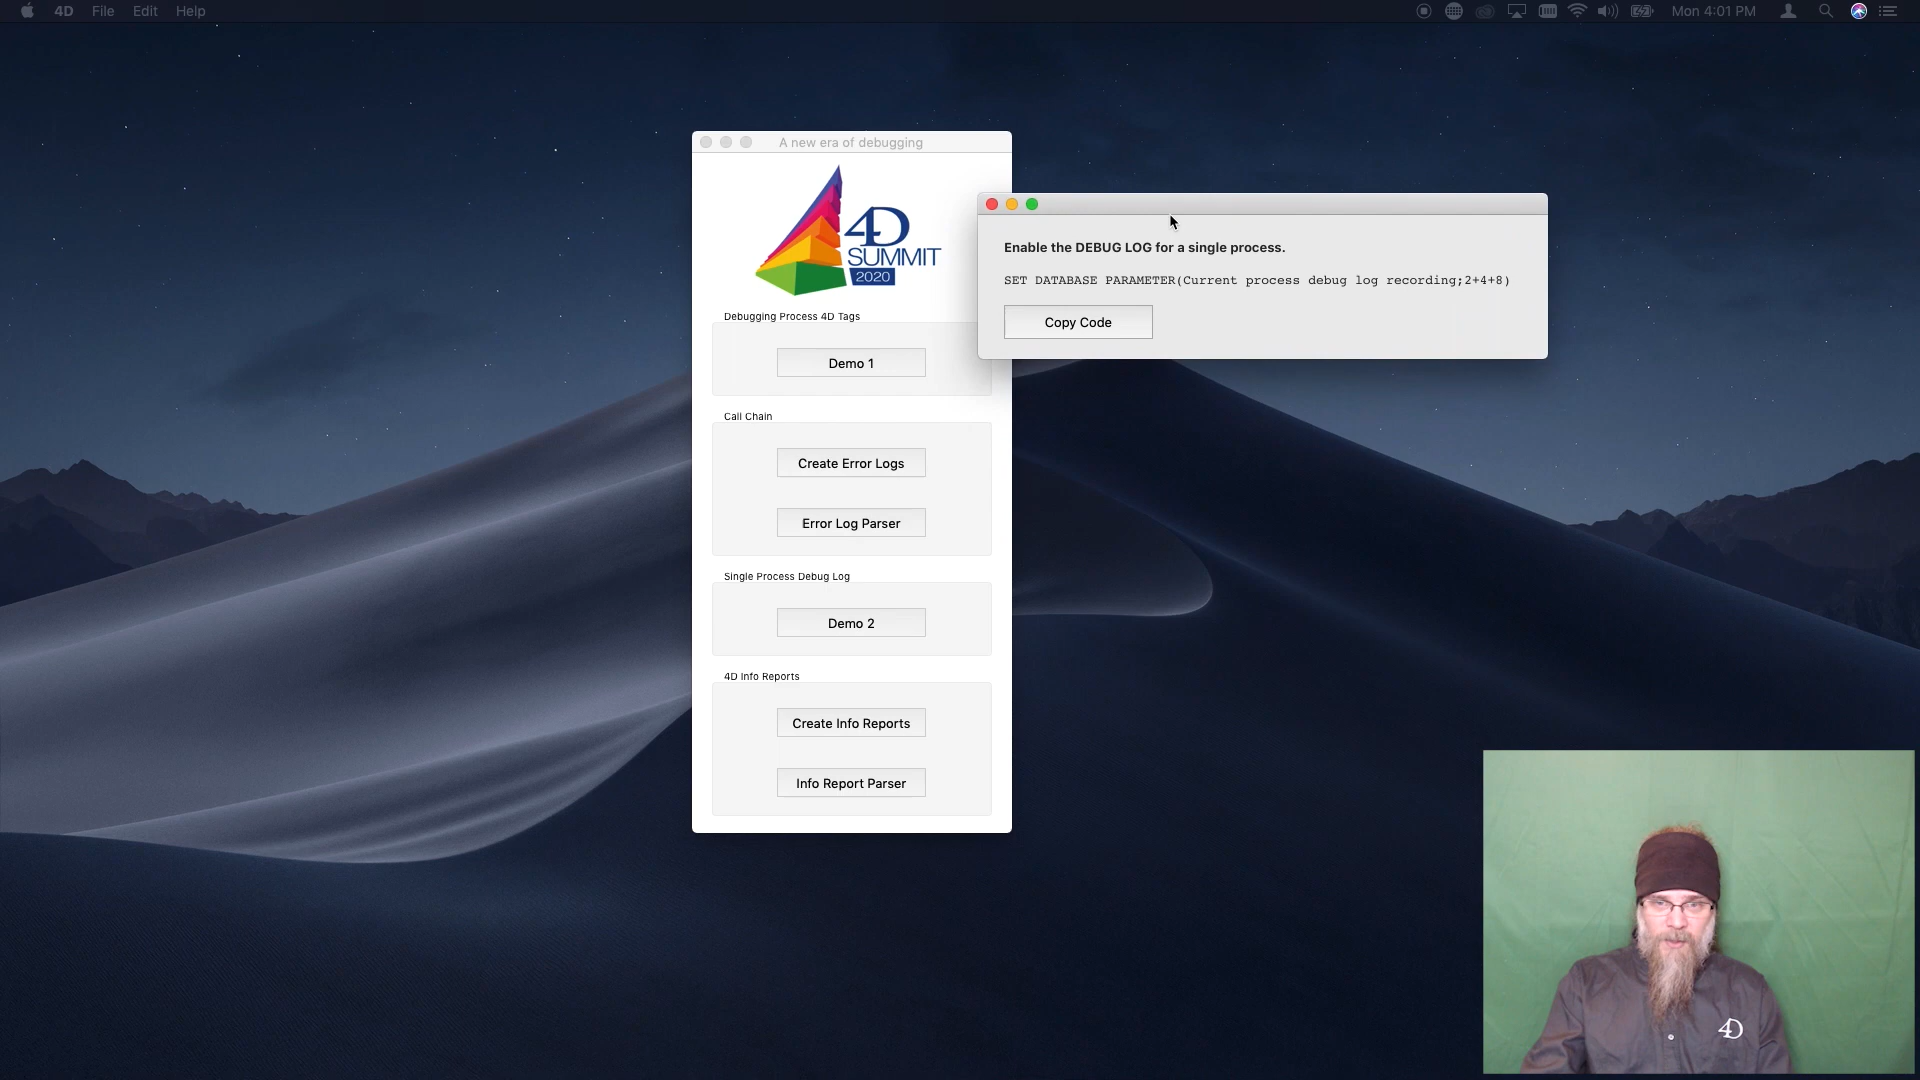 4D File Edit Help
Mon 4:01 PM
A new era of debugging
4D
SUMMIT
2020
Debugging Process 4D Tags
Demo 1
Call Chain
Create Error Logs
Error Log Parser
Single Process Debug Log
Demo 2
4D Info Reports
Create Info Reports
Info Report Parser
Enable the DEBUG LOG for a single process.
SET DATABASE PARAMETER(Current process debug log recording;2+4+8)
Copy Code
4D